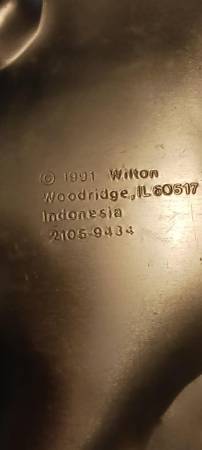 © 1991 Wilton
Woodridge, IL 60517
Indonesia
2105-9434